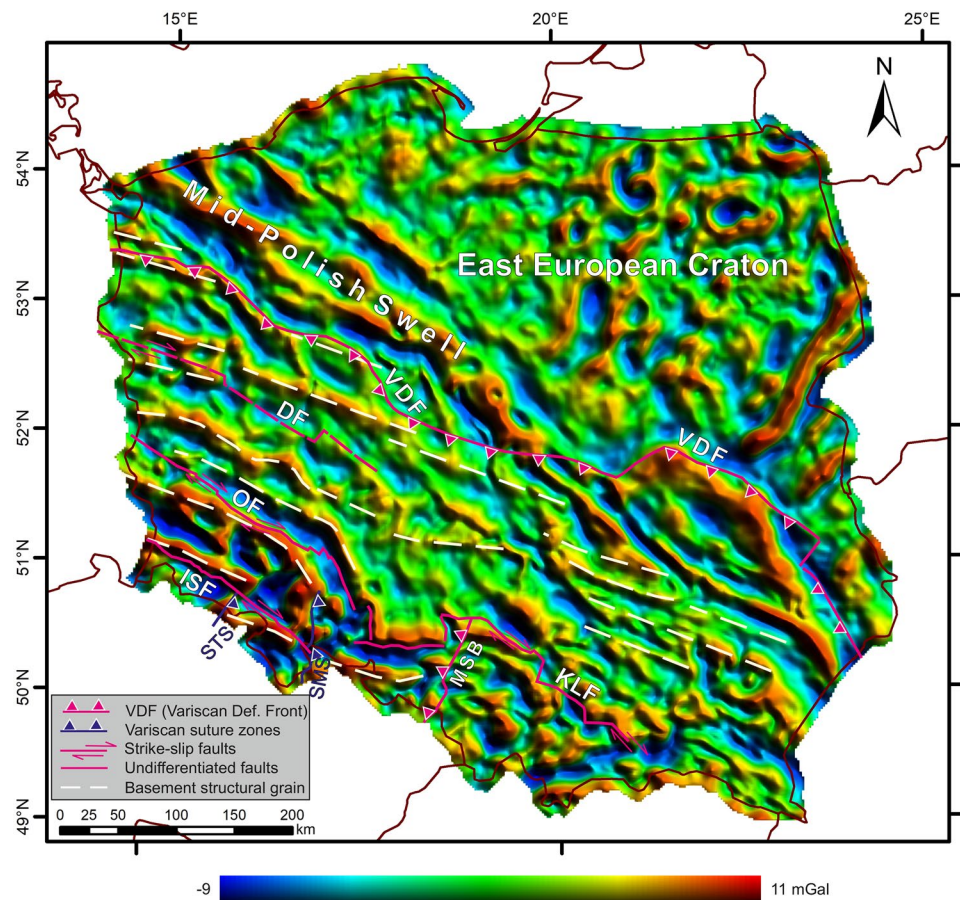 15°E
20°E
25°E
N
54°N
53°N
52°N
51°N
50°N
49°N
Mid-Polish Swell
East European Craton
VDF
VDF
DF
OF
ISF
STS
SMS
MSB
KLF
VDF (Variscan Def. Front)
Variscan suture zones
Strike-slip faults
Undifferentiated faults
Basement structural grain
0 25 50 100 150 200
km
-9 11 mGal